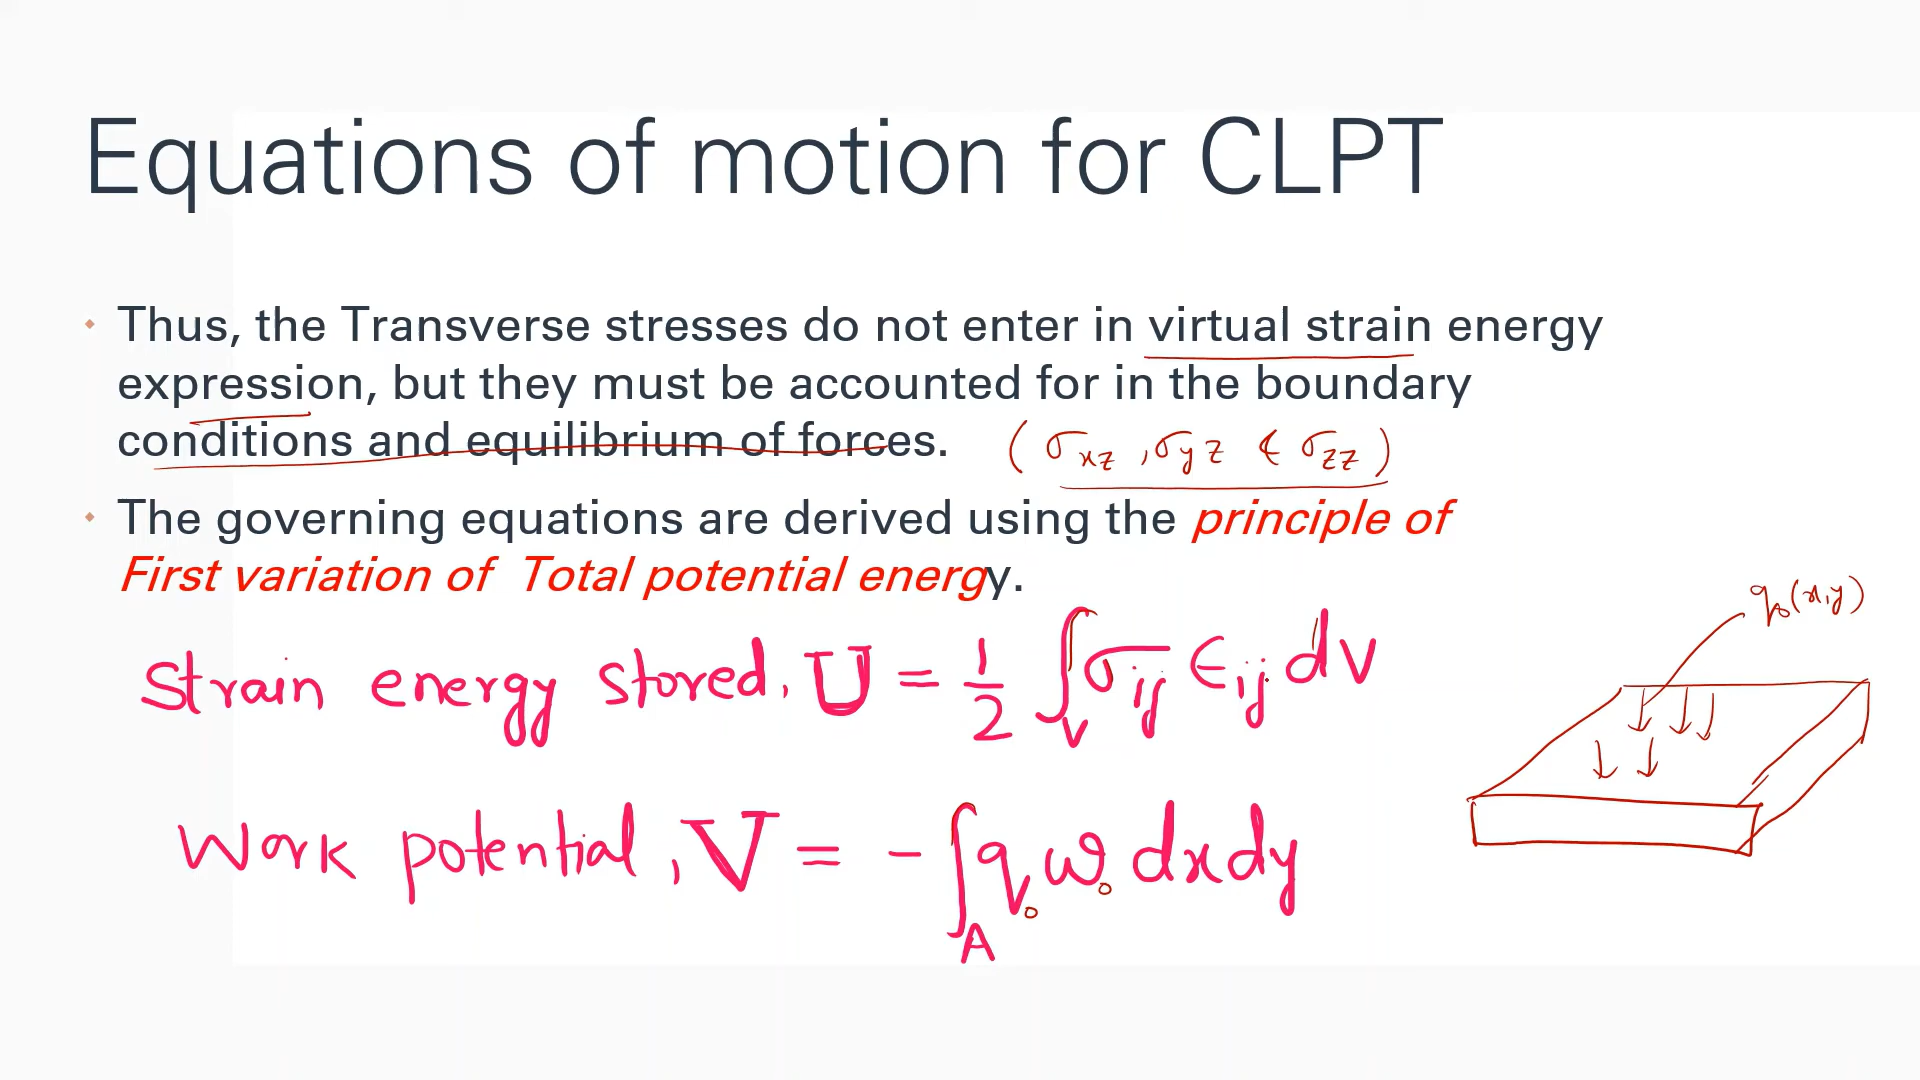 Equations of motion for CLPT
• Thus, the Transverse stresses do not enter in virtual strain energy
expression, but they must be accounted for in the boundary
conditions and equilibrium of forces. (σxz, σyz & σzz)
• The governing equations are derived using the principle of
First variation of Total potential energy.
q₀(x,y)
Strain energy stored, U = 1/2 ∫V σij ϵij dV
Work potential, V = - ∫A q₀ w₀ dxdy